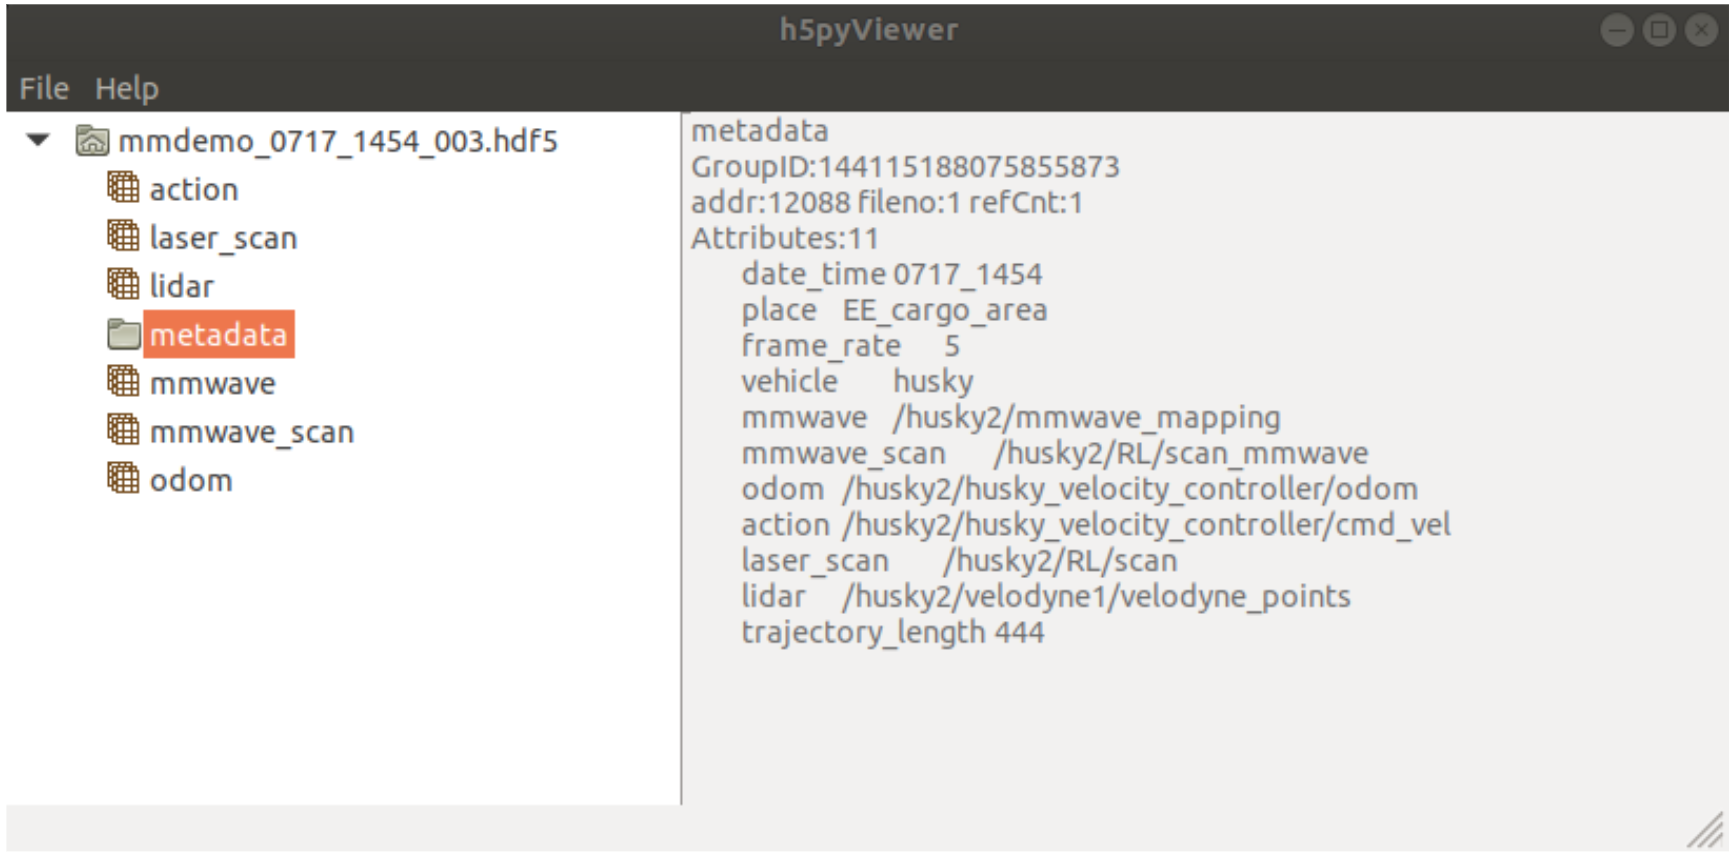 h5pyViewer
File Help
mmdemo_0717_1454_003.hdf5
action
laser_scan
lidar
metadata
mmwave
mmwave_scan
odom
metadata
GroupID:144115188075855873
addr:12088 fileno:1 refCnt:1
Attributes:11
date_time 0717_1454
place EE_cargo_area
frame_rate 5
vehicle husky
mmwave /husky2/mmwave_mapping
mmwave_scan /husky2/RL/scan_mmwave
odom /husky2/husky_velocity_controller/odom
action /husky2/husky_velocity_controller/cmd_vel
laser_scan /husky2/RL/scan
lidar /husky2/velodyne1/velodyne_points
trajectory_length 444